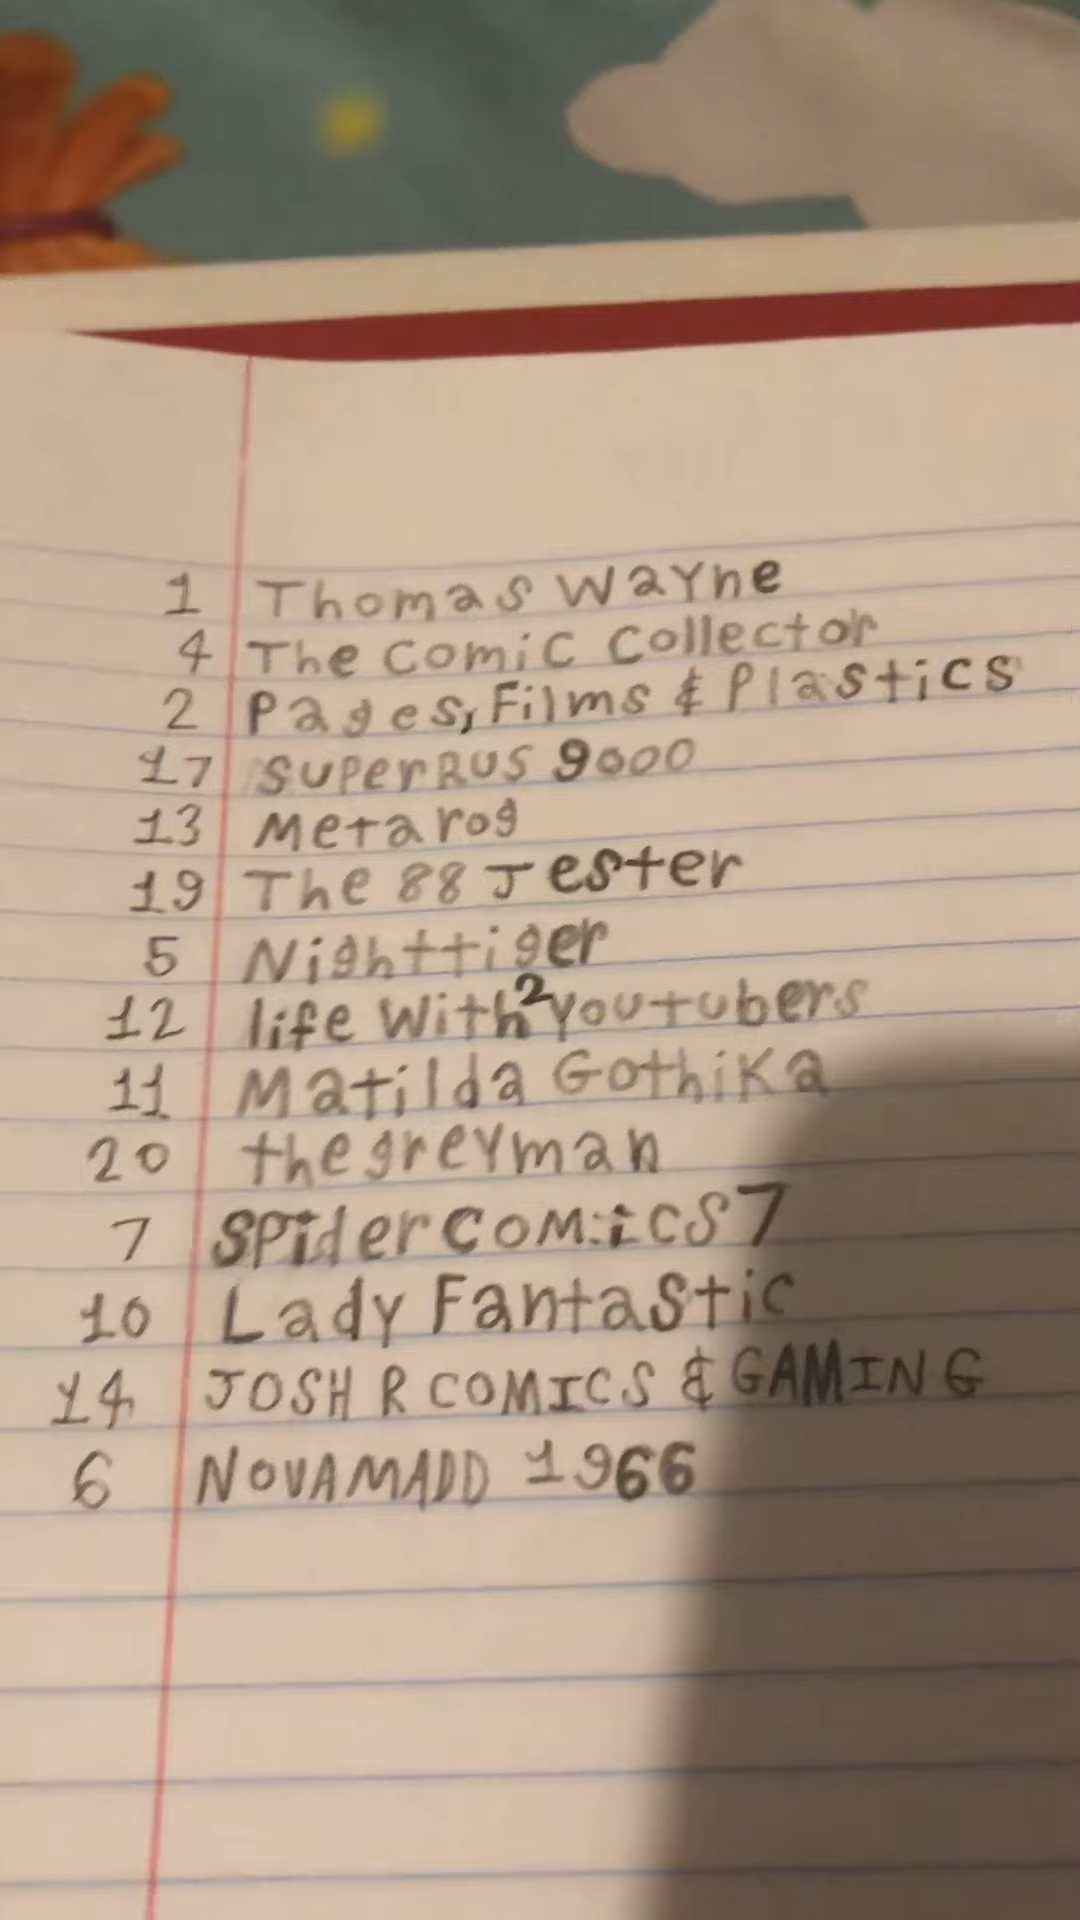 1 Thomas Wayne
4 The Comic Collector
2 Pages, Films & Plastics
17 SuperRUS 9000
13 Metarog
19 The 88 Jester
5 Nighttiger
12 life With 2 Youtubers
11 Matilda Gothika
20 thegreyman
7 SpiderComics7
10 Lady Fantastic
14 JOSH R COMICS & GAMING
6 NOVAMADD 1966